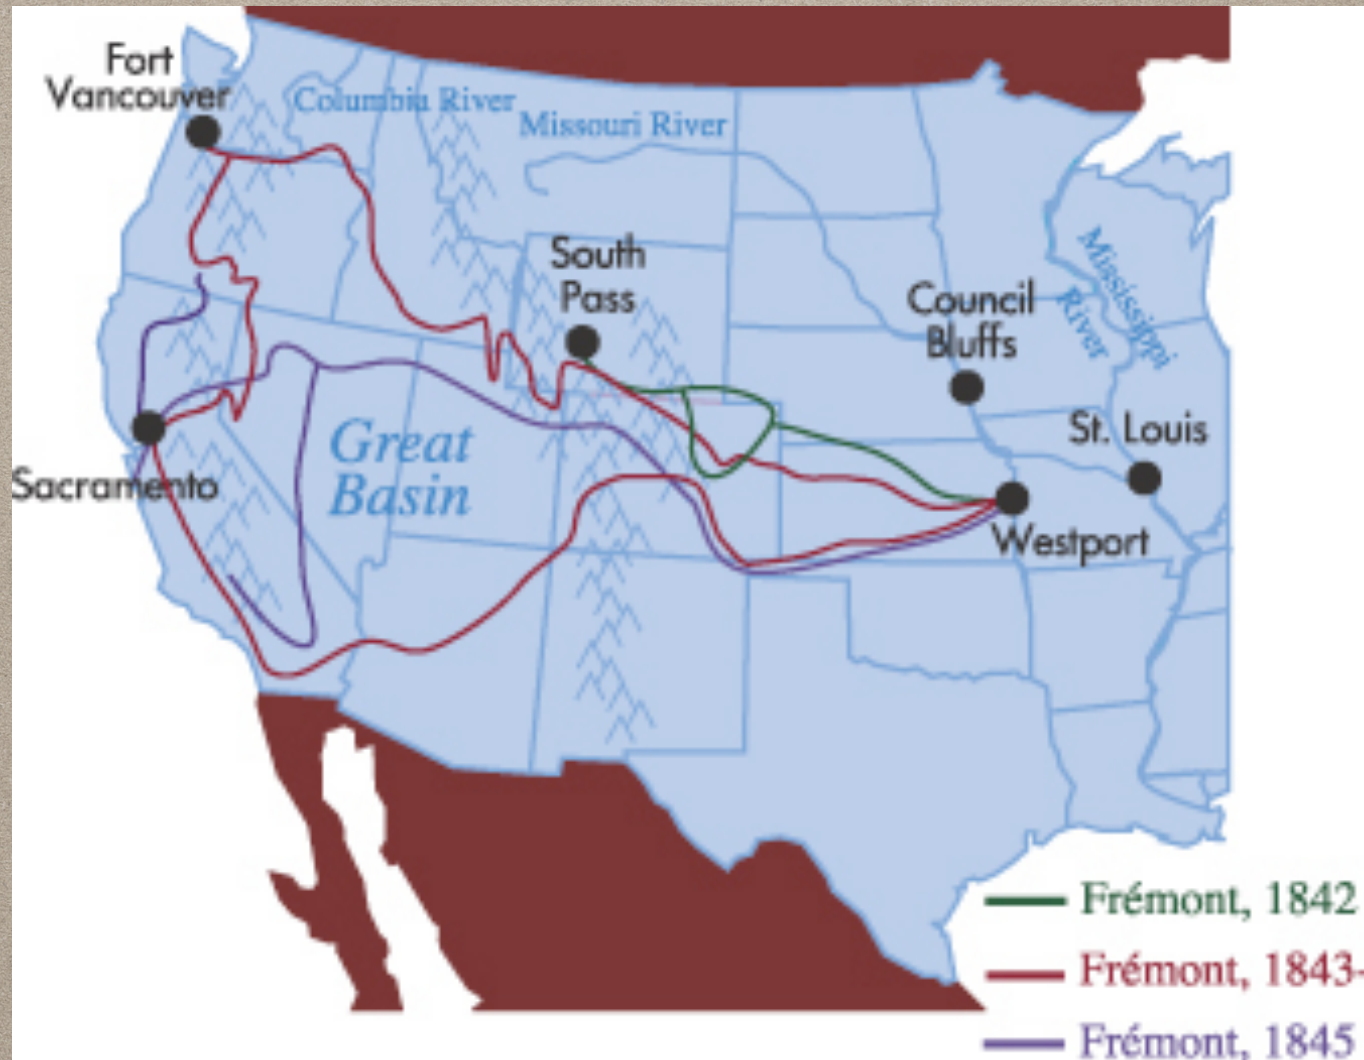 Fort
Vancouver
Columbia River
Missouri River
South
Pass
Mississippi
River
Council
Bluffs
St. Louis
Great
Basin
Sacramento
Westport
Frémont, 1842
Frémont, 1843-
Frémont, 1845